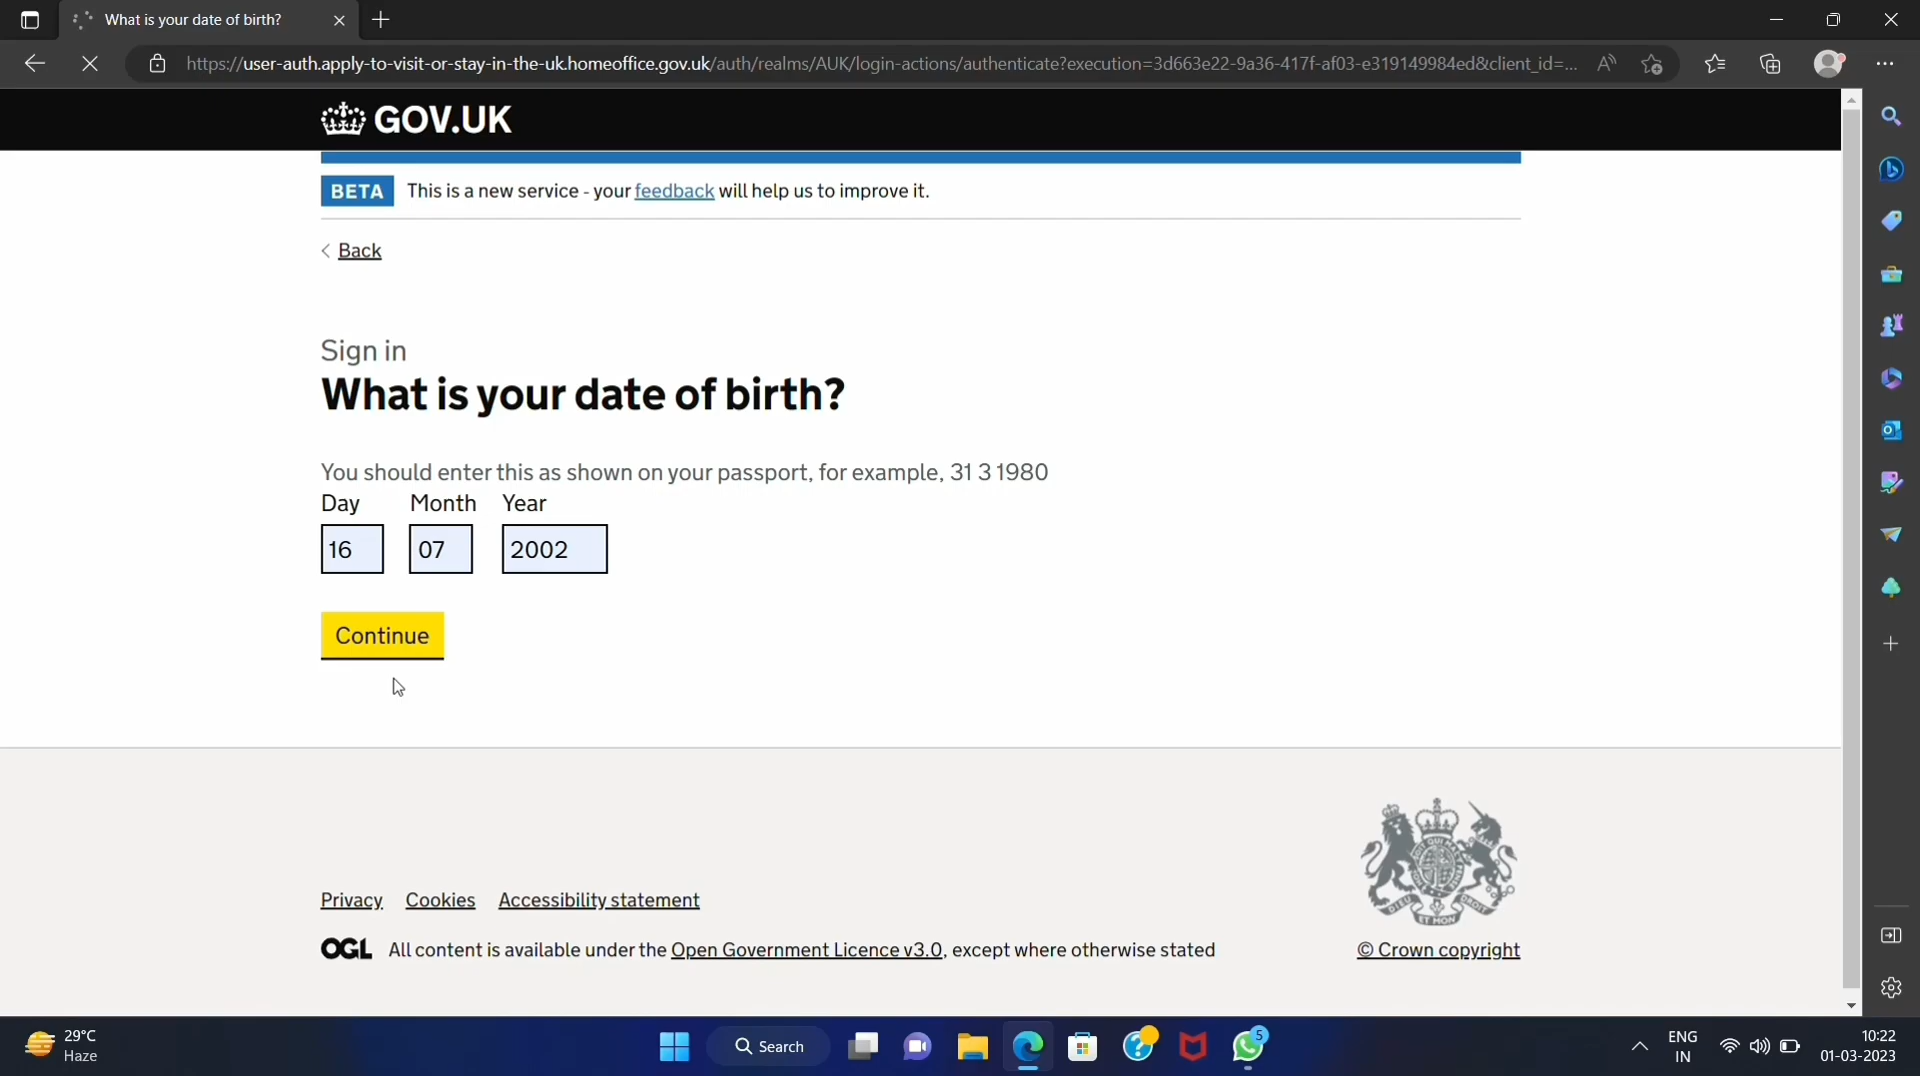 What is your date of birth?
https://user-auth.apply-to-visit-or-stay-in-the-uk.homeoffice.gov.uk/auth/realms/AUK/login-actions/authenticate?execution=3d663e22-9a36-417f-af03-e319149984ed&client_id=...
GOV.UK
BETA This is a new service - your feedback will help us to improve it.
Back
Sign in
What is your date of birth?
You should enter this as shown on your passport, for example, 31 3 1980
Day Month Year
16 07 2002
Continue
Privacy Cookies Accessibility statement
OGL All content is available under the Open Government Licence v3.0, except where otherwise stated
© Crown copyright
29°C
Haze
Search
5
ENG
IN
10:22
01-03-2023